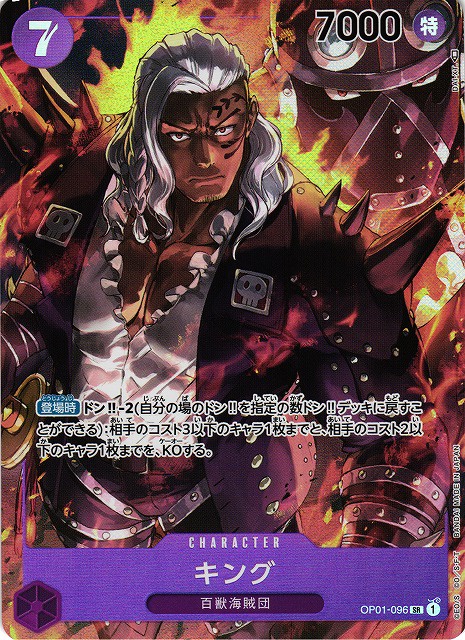 7
7000
特
登場時 ドン!!-2(自分の場のドン!!を指定の数ドン!!デッキに戻すこ
とができる):相手のコスト3以下のキャラ1枚までと、相手のコスト2以
下のキャラ1枚までを、KOする。
CHARACTER
キング
百獣海賊団
OP01-096 SR 1
BANDAI MADE IN JAPAN